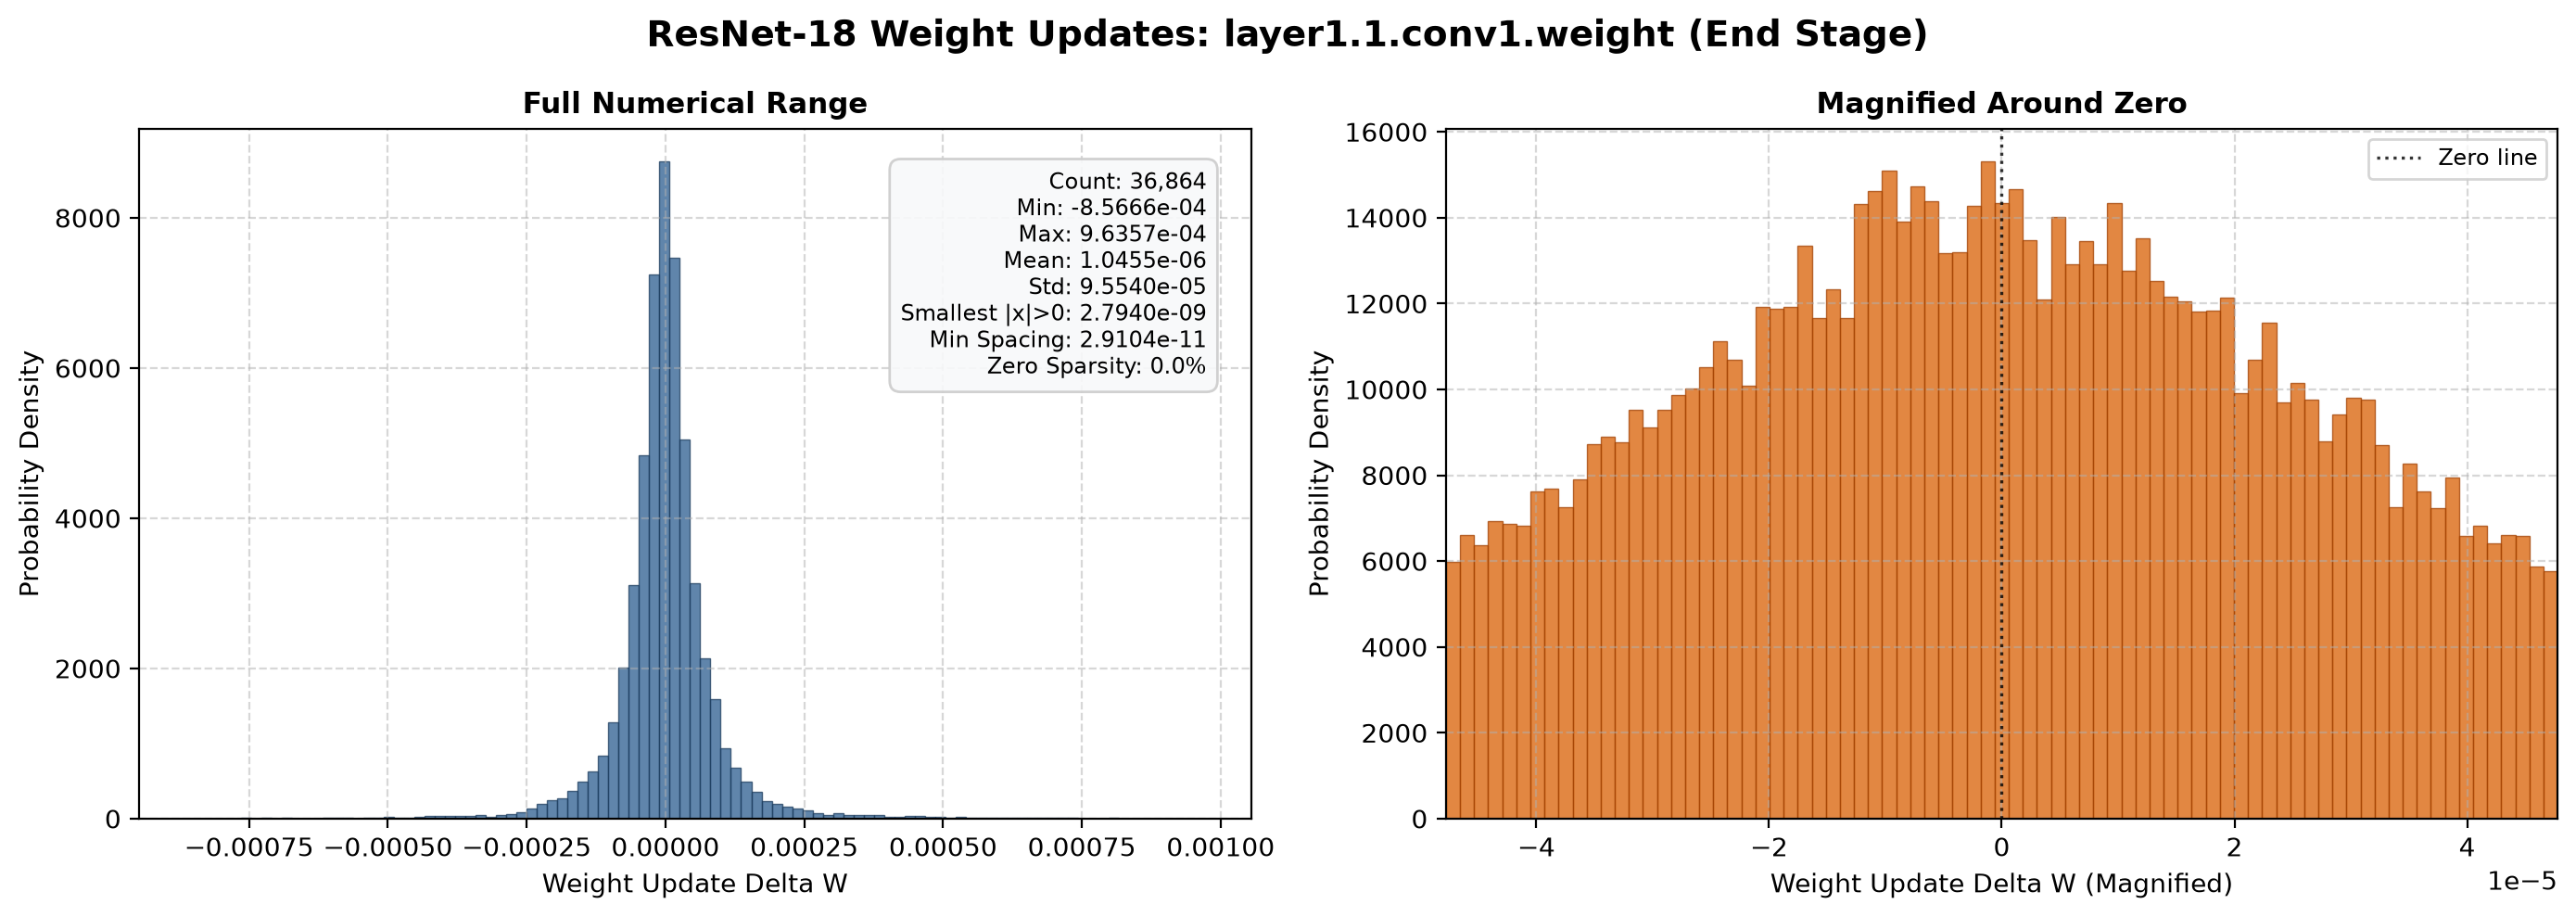 ResNet-18 Weight Updates: layer1.1.conv1.weight (End Stage)
Full Numerical Range
Probability Density
8000
6000
4000
2000
0
Count: 36,864
Min: -8.5666e-04
Max: 9.6357e-04
Mean: 1.0455e-06
Std: 9.5540e-05
Smallest |x|>0: 2.7940e-09
Min Spacing: 2.9104e-11
Zero Sparsity: 0.0%
−0.00075 −0.00050 −0.00025 0.00000 0.00025 0.00050 0.00075 0.00100
Weight Update Delta W
Magnified Around Zero
Probability Density
16000
14000
12000
10000
8000
6000
4000
2000
0
Zero line
−4 −2 0 2 4
1e−5
Weight Update Delta W (Magnified)